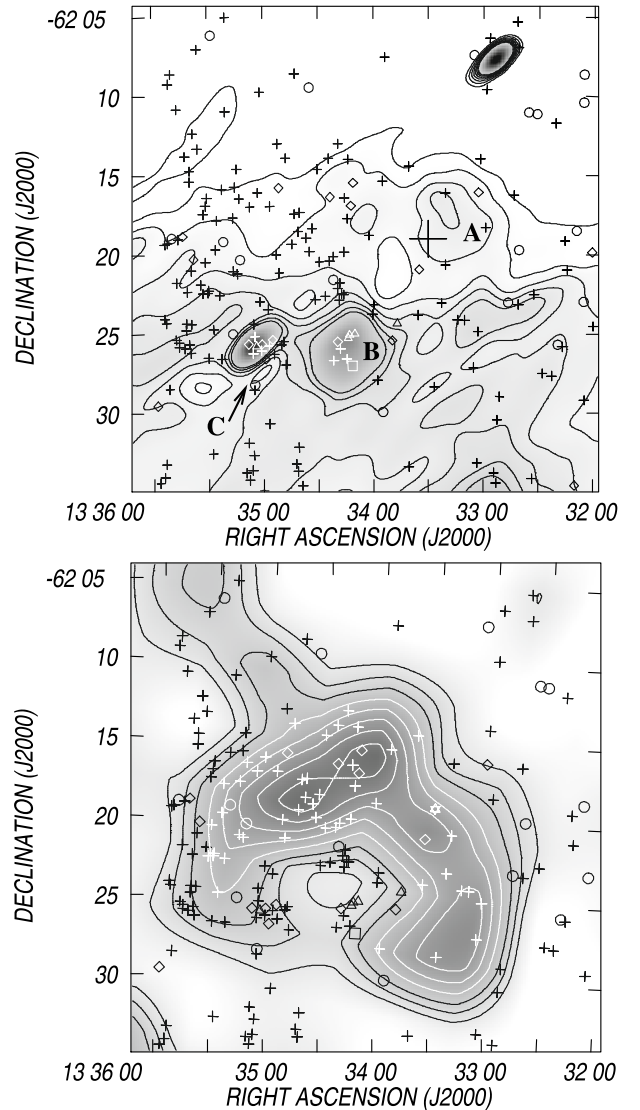 -62 05
10
15
20
25
30
DECLINATION (J2000)
A
B
C
13 36 00
35 00
34 00
33 00
32 00
RIGHT ASCENSION (J2000)
-62 05
10
15
20
25
30
DECLINATION (J2000)
13 36 00
35 00
34 00
33 00
32 00
RIGHT ASCENSION (J2000)